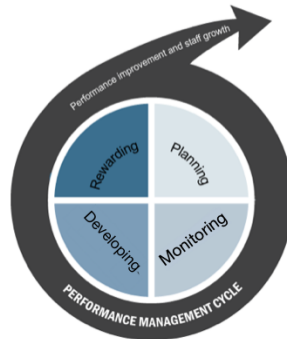 Performance improvement and staff growth
Rewarding
Planning
Developing.
Monitoring
PERFORMANCE MANAGEMENT CYCLE